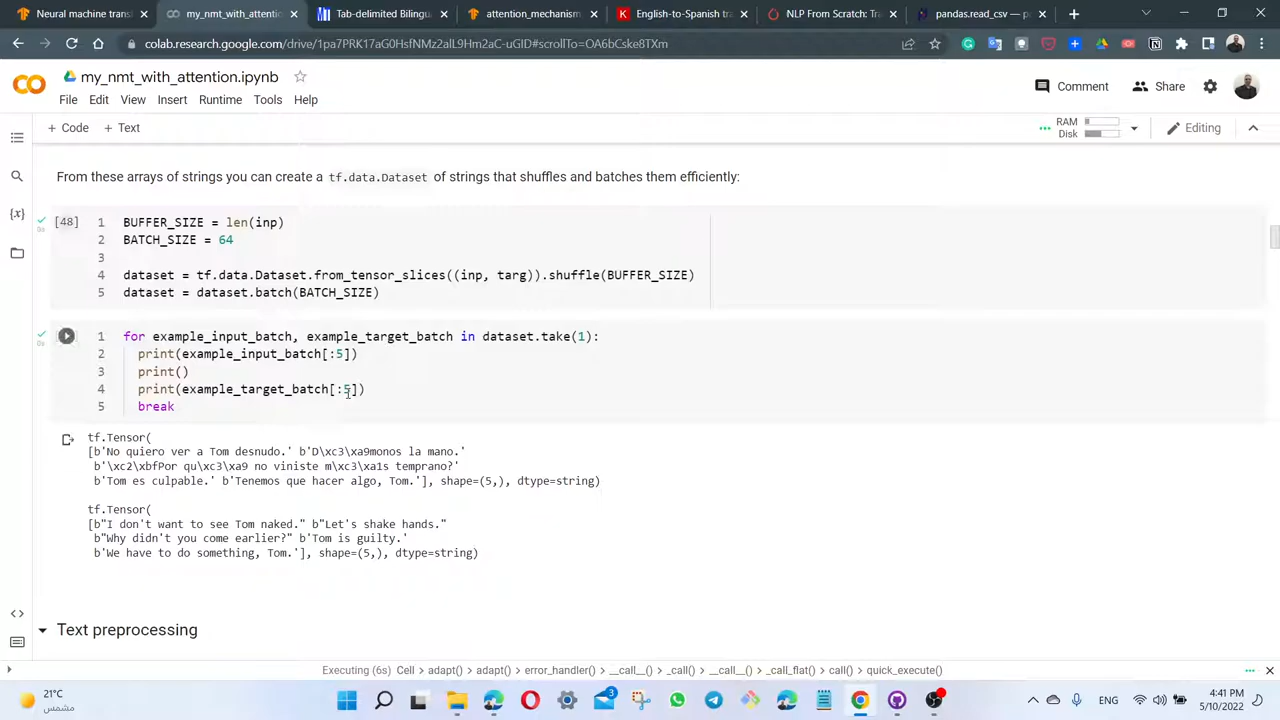 Neural machine trans
my_nmt_with_attentio
Tab-delimited Bilingu
attention_mechanism
English-to-Spanish tr
NLP From Scratch: Tra
pandas.read_csv — p
colab.research.google.com/drive/1pa7PRK17aG0HsfNMz2alL9Hm2aC-uGID#scrollTo=OA6bCske8TXm
my_nmt_with_attention.ipynb
Comment
Share
File Edit View Insert Runtime Tools Help
+ Code + Text
RAM
Disk
Editing
From these arrays of strings you can create a tf.data.Dataset of strings that shuffles and batches them efficiently:
[48] 1 BUFFER_SIZE = len(inp)
2 BATCH_SIZE = 64
3
4 dataset = tf.data.Dataset.from_tensor_slices((inp, targ)).shuffle(BUFFER_SIZE)
5 dataset = dataset.batch(BATCH_SIZE)
1 for example_input_batch, example_target_batch in dataset.take(1):
2 print(example_input_batch[:5])
3 print()
4 print(example_target_batch[:5])
5 break
tf.Tensor(
[b'No quiero ver a Tom desnudo.' b'D\xc3\xa9monos la mano.'
b'\xc2\xbfPor qu\xc3\xa9 no viniste m\xc3\xa1s temprano?'
b'Tom es culpable.' b'Tenemos que hacer algo, Tom.'], shape=(5,), dtype=string)
tf.Tensor(
[b"I don't want to see Tom naked." b"Let's shake hands."
b"Why didn't you come earlier?" b'Tom is guilty.'
b'We have to do something, Tom.'], shape=(5,), dtype=string)
Text preprocessing
Executing (6s) Cell > adapt() > adapt() > error_handler() > __call__() > _call() > __call__() > _call_flat() > call() > quick_execute()
21°C
مشمس
3
ENG
4:41 PM
5/10/2022